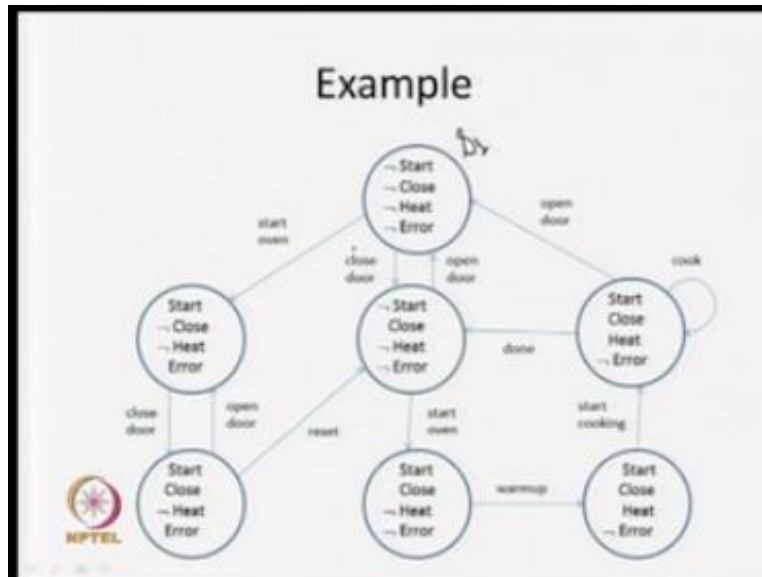 Example
¬ Start
¬ Close
¬ Heat
¬ Error
start
oven
close
door
open
door
open
door
cook
Start
¬ Close
¬ Heat
Error
¬ Start
Close
¬ Heat
¬ Error
done
Start
Close
Heat
¬ Error
close
door
open
door
reset
start
oven
start
cooking
Start
Close
¬ Heat
Error
Start
Close
¬ Heat
¬ Error
warmup
Start
Close
Heat
¬ Error
NPTEL